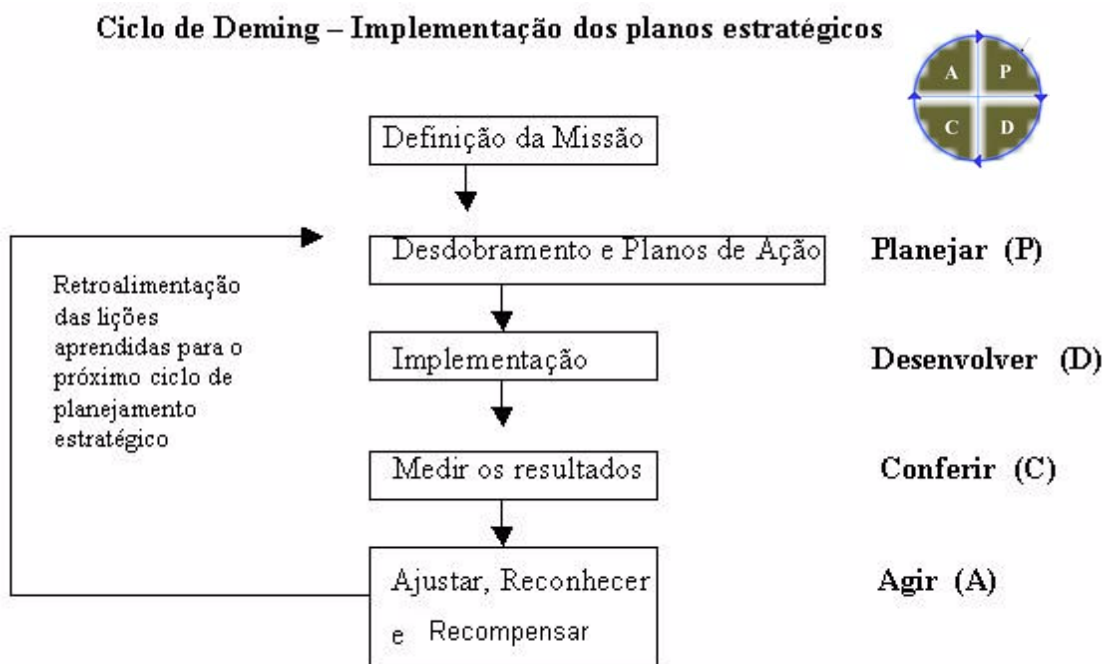 Ciclo de Deming – Implementação dos planos estratégicos
A P
C D
Definição da Missão
Desdobramento e Planos de Ação
Planejar (P)
Retroalimentação
das lições
aprendidas para o
próximo ciclo de
planejamento
estratégico
Implementação
Desenvolver (D)
Medir os resultados
Conferir (C)
Ajustar, Reconhecer
e Recompensar
Agir (A)